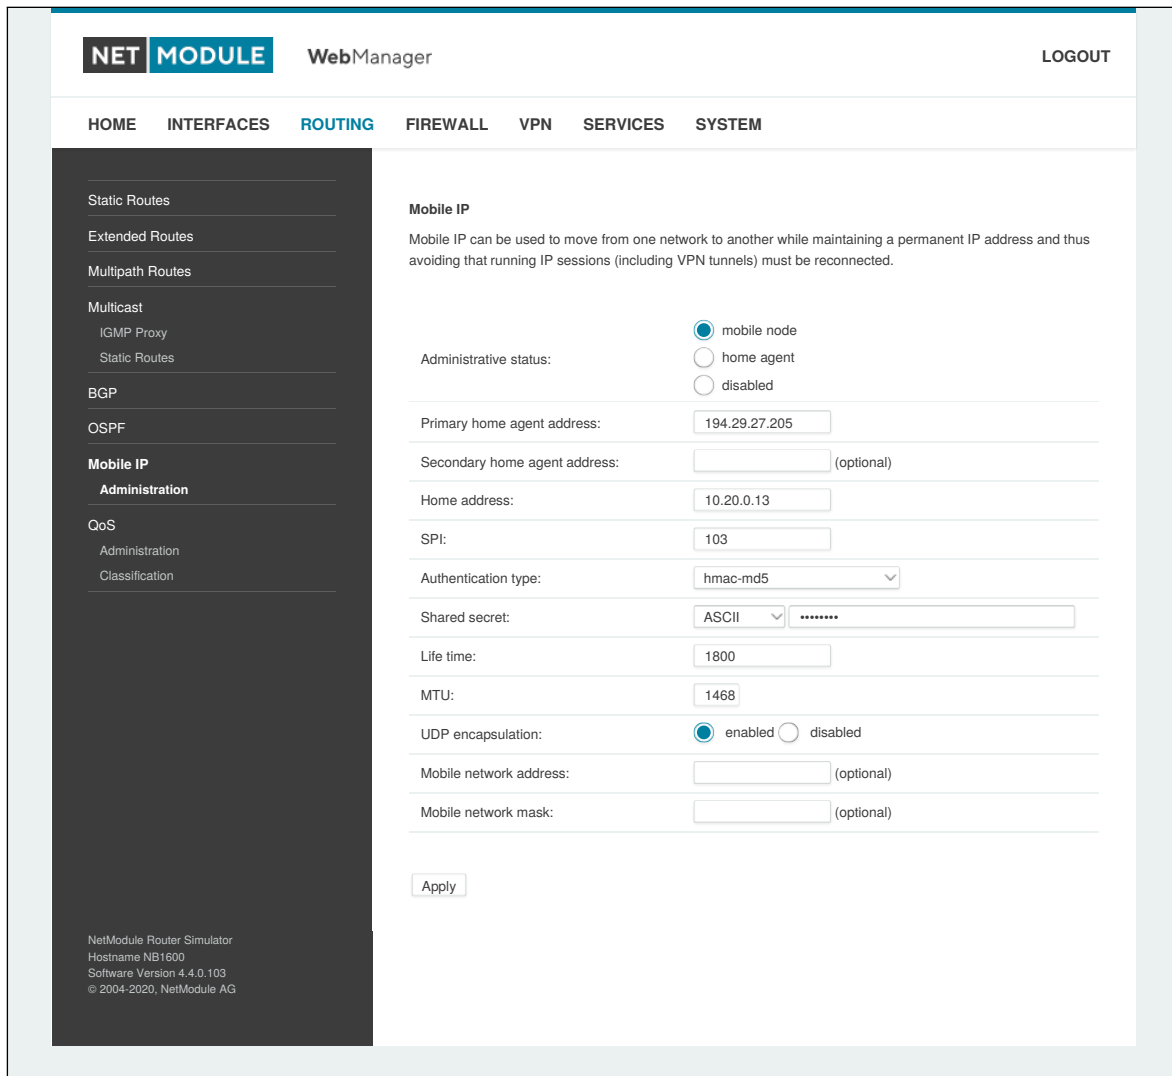 NET MODULE WebManager LOGOUT
HOME INTERFACES ROUTING FIREWALL VPN SERVICES SYSTEM
Static Routes
Extended Routes
Multipath Routes
Multicast
IGMP Proxy
Static Routes
BGP
OSPF
Mobile IP
Administration
QoS
Administration
Classification
NetModule Router Simulator
Hostname NB1600
Software Version 4.4.0.103
© 2004-2020, NetModule AG
Mobile IP
Mobile IP can be used to move from one network to another while maintaining a permanent IP address and thus
avoiding that running IP sessions (including VPN tunnels) must be reconnected.
Administrative status:
mobile node
home agent
disabled
Primary home agent address: 194.29.27.205
Secondary home agent address: (optional)
Home address: 10.20.0.13
SPI: 103
Authentication type: hmac-md5
Shared secret: ASCII ••••••••
Life time: 1800
MTU: 1468
UDP encapsulation: enabled disabled
Mobile network address: (optional)
Mobile network mask: (optional)
Apply